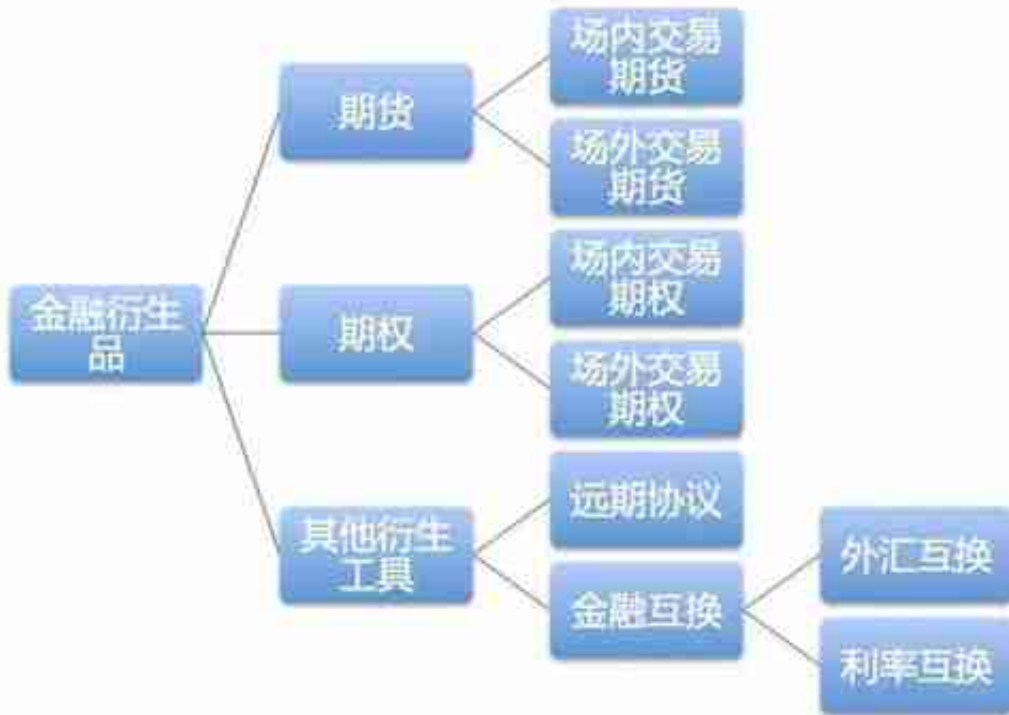 金融衍生
品
期货
场内交易
期货
场外交易
期货
期权
场内交易
期权
场外交易
期权
其他衍生
工具
远期协议
金融互换
外汇互换
利率互换